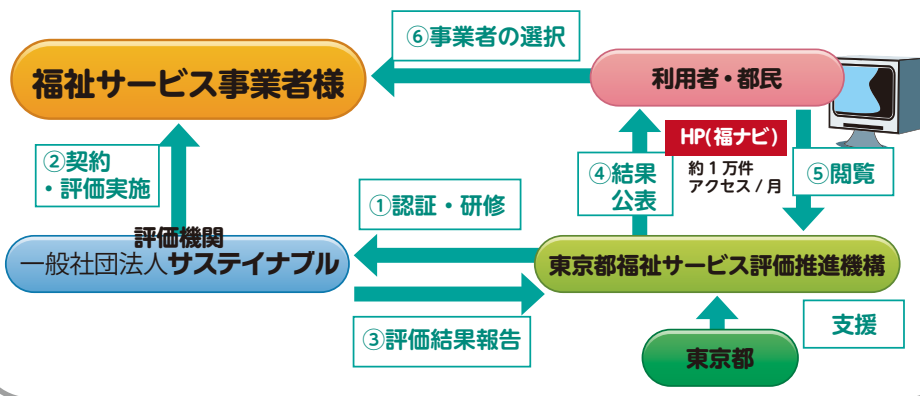 ⑥事業者の選択
福祉サービス事業者様
利用者・都民
HP(福ナビ)
約1万件
アクセス/月
②契約
・評価実施
④結果
公表
⑤閲覧
①認証・研修
評価機関
一般社団法人サステイナブル
東京都福祉サービス評価推進機構
③評価結果報告
支援
東京都